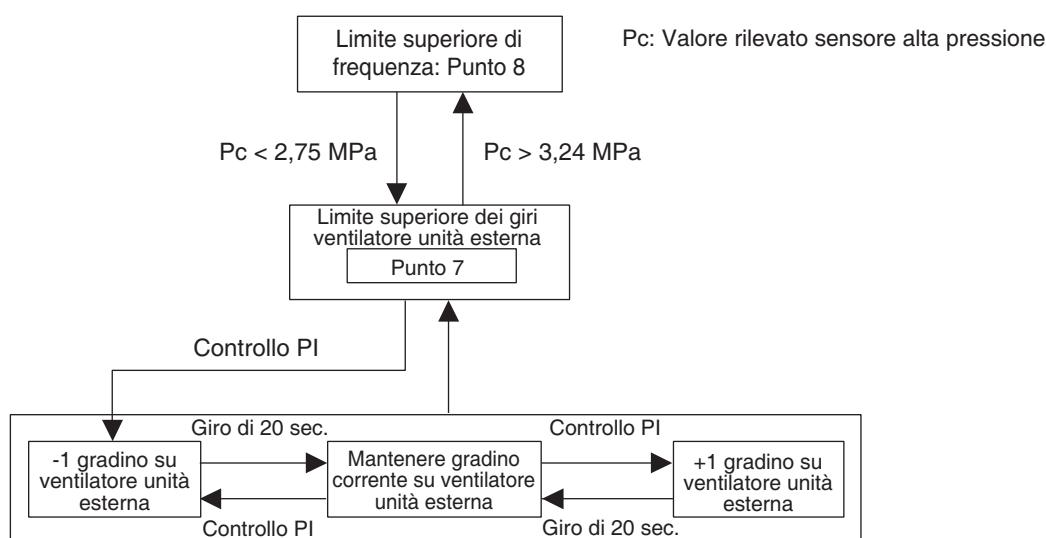 Limite superiore di
frequenza: Punto 8
Pc: Valore rilevato sensore alta pressione
Pc < 2,75 MPa
Pc > 3,24 MPa
Limite superiore dei giri
ventilatore unità esterna
Punto 7
Controllo PI
Giro di 20 sec.
Controllo PI
-1 gradino su
ventilatore unità
esterna
Mantenere gradino
corrente su ventilatore
unità esterna
+1 gradino su
ventilatore unità
esterna
Controllo PI
Giro di 20 sec.